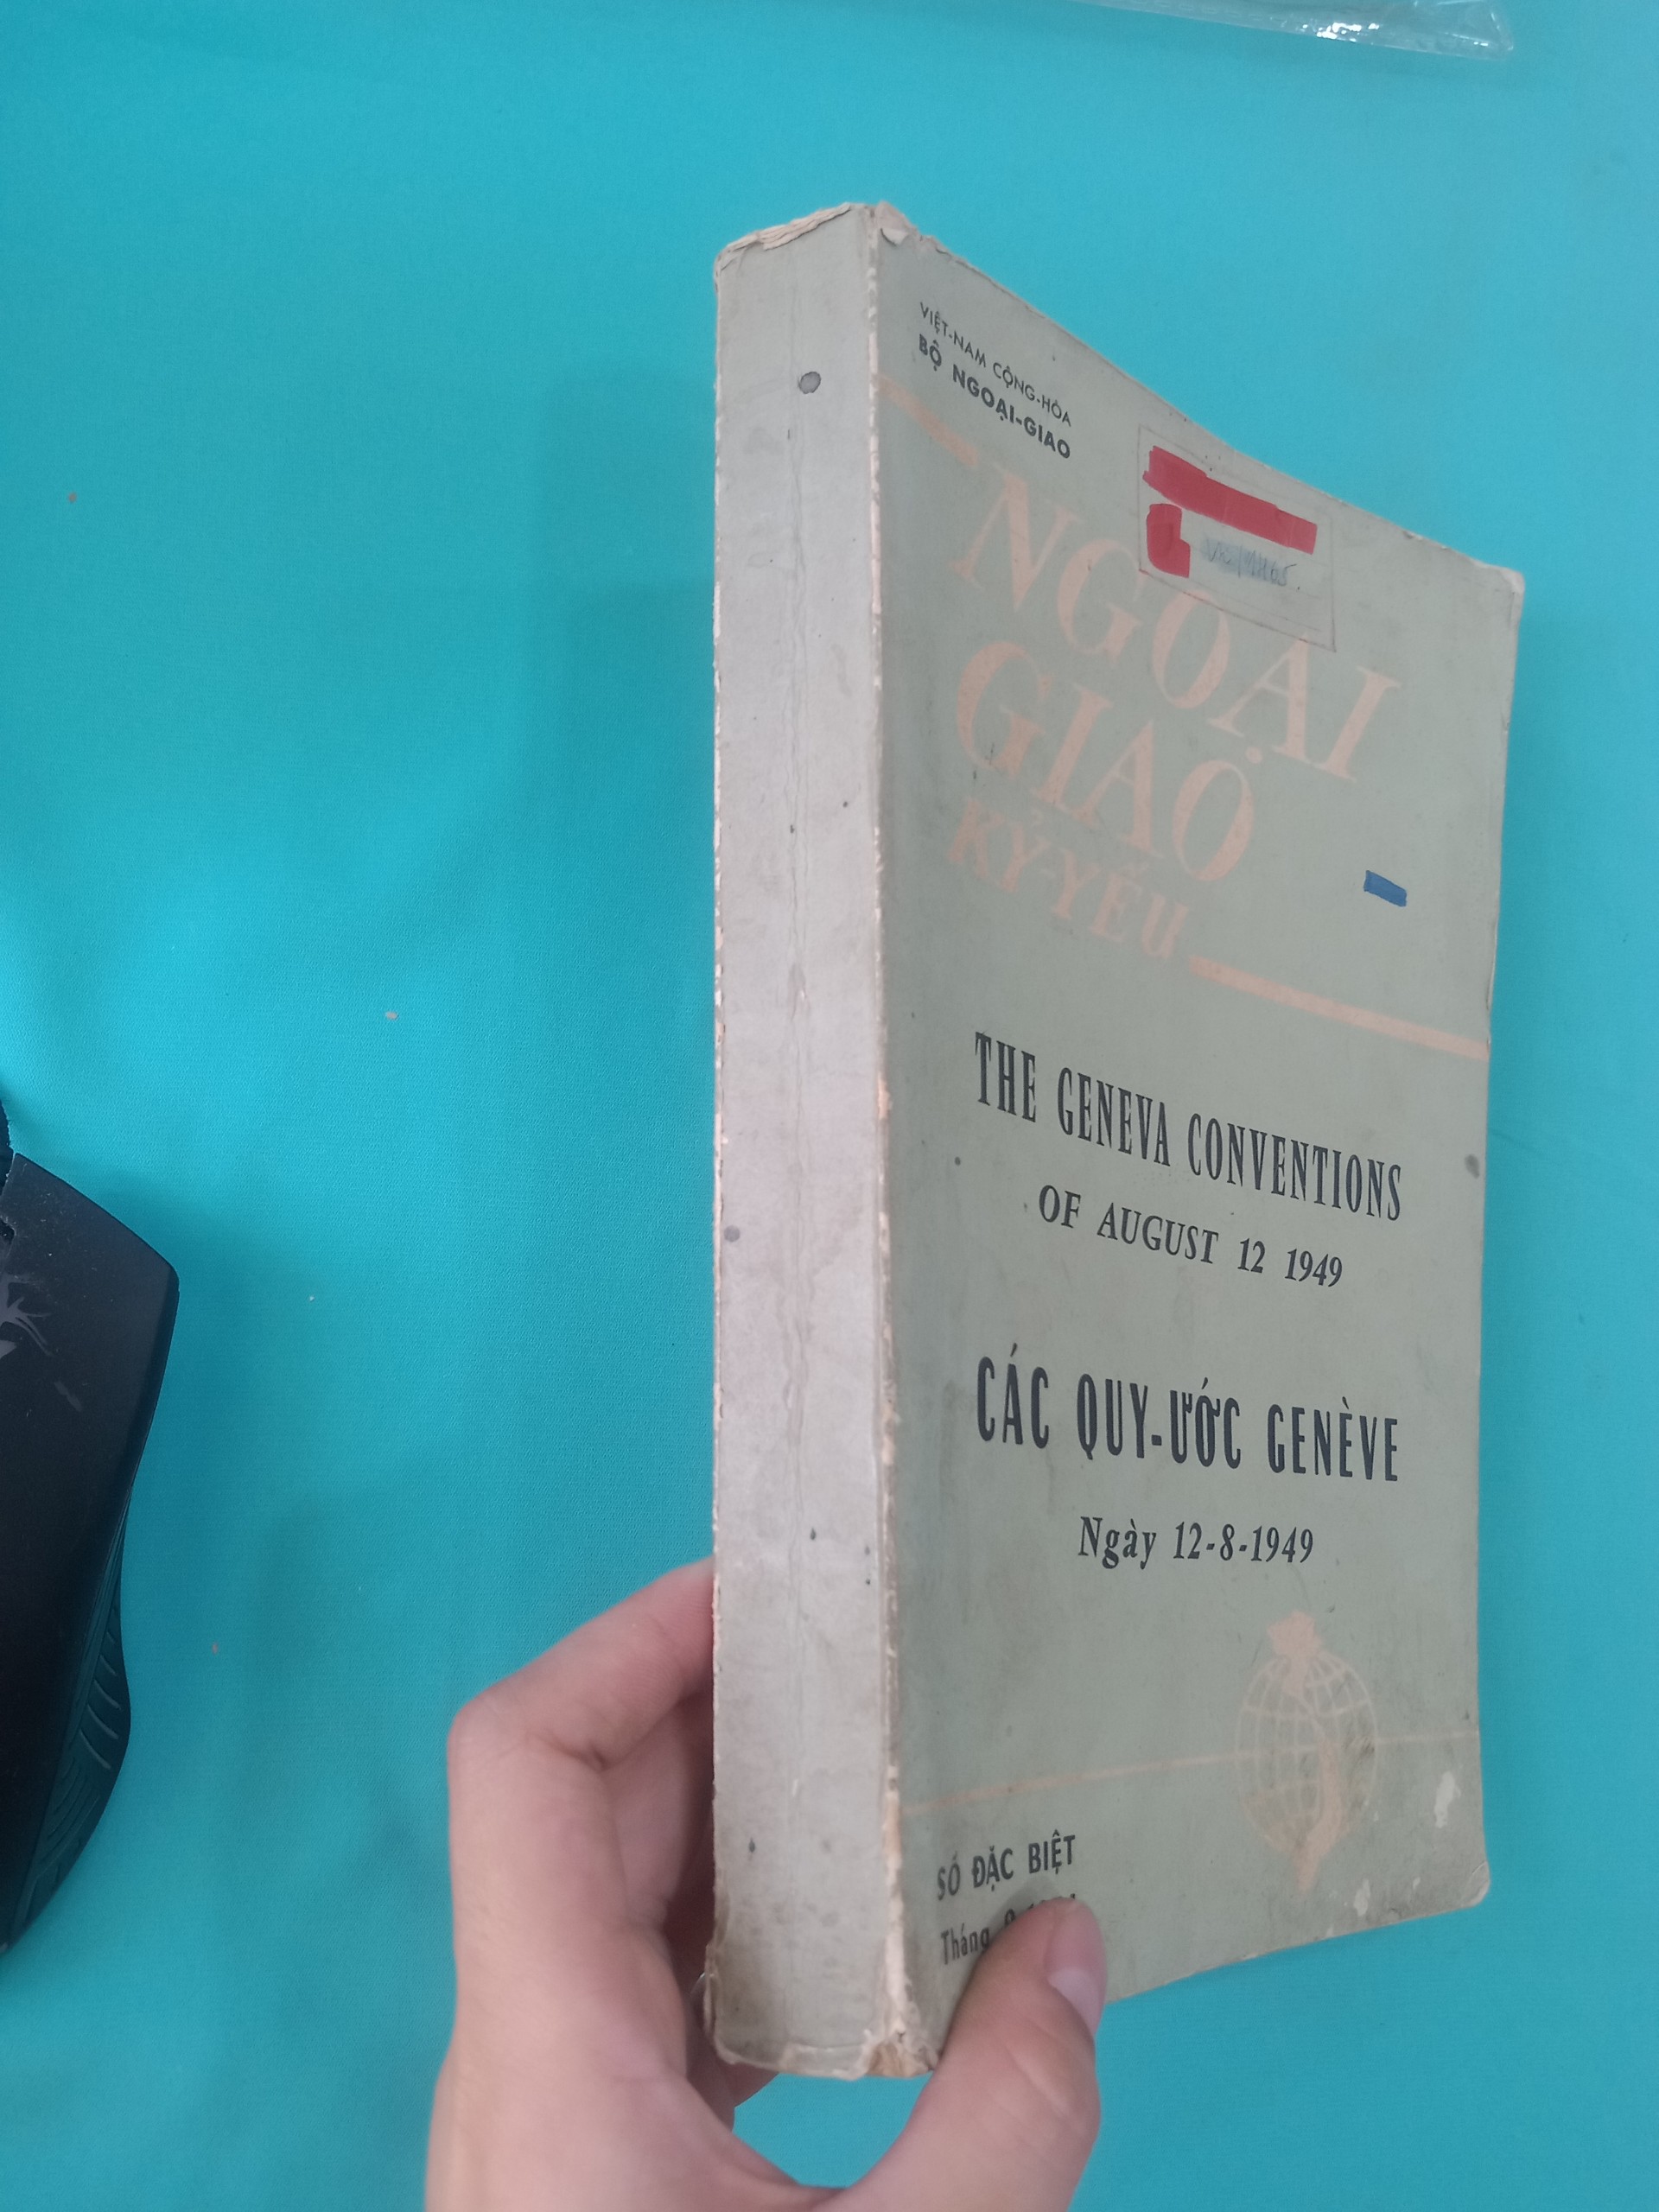 VIỆT-NAM CỘNG-HÒA
BỘ NGOẠI-GIAO
NGOẠI
GIAO
KỶ-YẾU
THE GENEVA CONVENTIONS
OF AUGUST 12 1949
CÁC QUY-ƯỚC GENÈVE
Ngày 12-8-1949
SỐ ĐẶC BIỆT
Tháng